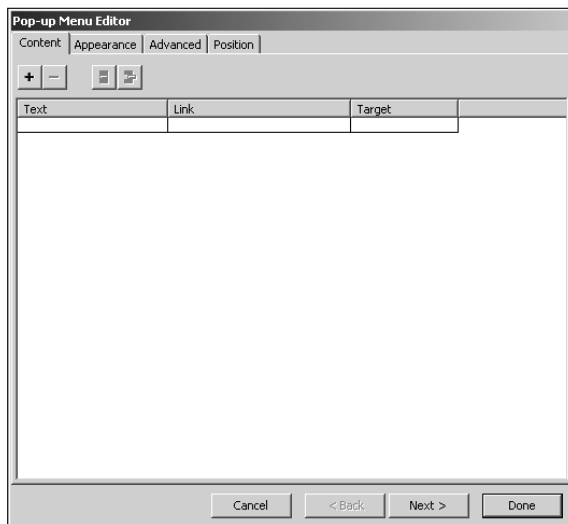 Pop-up Menu Editor
Content Appearance Advanced Position
+ −
Text Link Target
Cancel < Back Next > Done